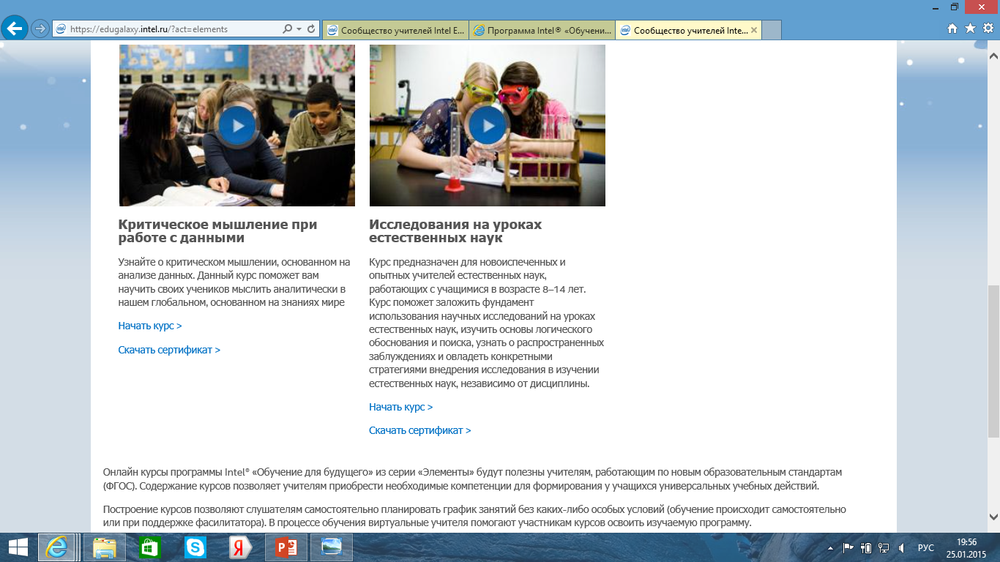 https://edugalaxy.intel.ru/?act=elements
Сообщество учителей Intel E...
Программа Intel® «Обучени...
Сообщество учителей Inte...
Критическое мышление при
работе с данными
Узнайте о критическом мышлении, основанном на
анализе данных. Данный курс поможет вам
научить своих учеников мыслить аналитически в
нашем глобальном, основанном на знаниях мире
Начать курс >
Скачать сертификат >
Исследования на уроках
естественных наук
Курс предназначен для новоиспеченных и
опытных учителей естественных наук,
работающих с учащимися в возрасте 8–14 лет.
Курс поможет заложить фундамент
использования научных исследований на уроках
естественных наук, изучить основы логического
обоснования и поиска, узнать о распространенных
заблуждениях и овладеть конкретными
стратегиями внедрения исследования в изучении
естественных наук, независимо от дисциплины.
Начать курс >
Скачать сертификат >
Онлайн курсы программы Intel® «Обучение для будущего» из серии «Элементы» будут полезны учителям, работающим по новым образовательным стандартам
(ФГОС). Содержание курсов позволяет учителям приобрести необходимые компетенции для формирования у учащихся универсальных учебных действий.
Построение курсов позволяют слушателям самостоятельно планировать график занятий без каких-либо особых условий (обучение происходит самостоятельно
или при поддержке фасилитатора). В процессе обучения виртуальные учителя помогают участникам курсов освоить изучаемую программу.
РУС
19:56
25.01.2015